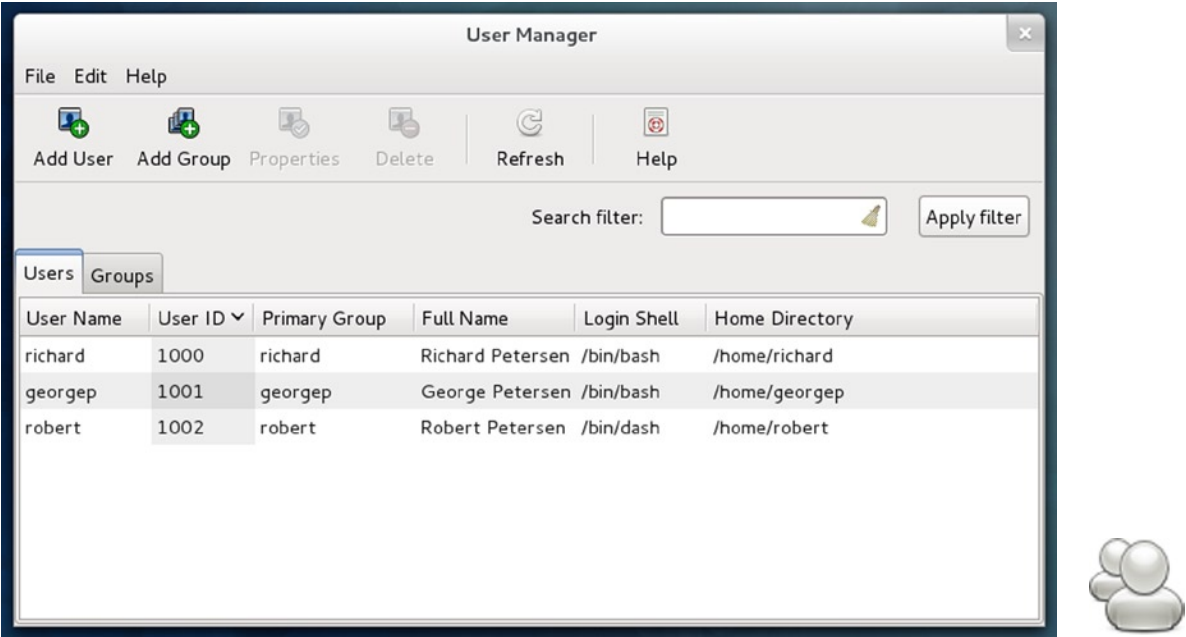 User Manager
File Edit Help
Add User Add Group Properties Delete Refresh Help
Search filter: Apply filter
Users Groups
User Name User ID Primary Group Full Name Login Shell Home Directory
richard 1000 richard Richard Petersen /bin/bash /home/richard
georgep 1001 georgep George Petersen /bin/bash /home/georgep
robert 1002 robert Robert Petersen /bin/dash /home/robert